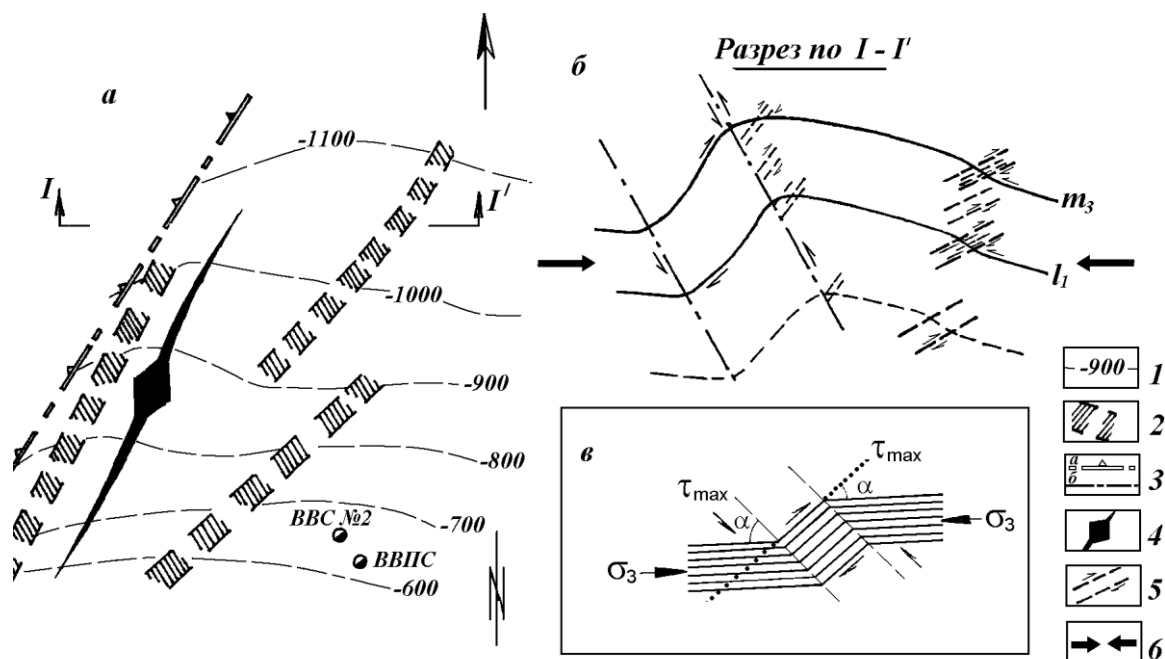 а
-1100
I
I'
-1000
-900
-800
-700
ВВС №2
ВВПС
-600
б
Разрез по I - I'
m₃
l₁
в
τmax
τmax
α
α
σ₃
σ₃
-900
1
2
а
б
3
4
5
6